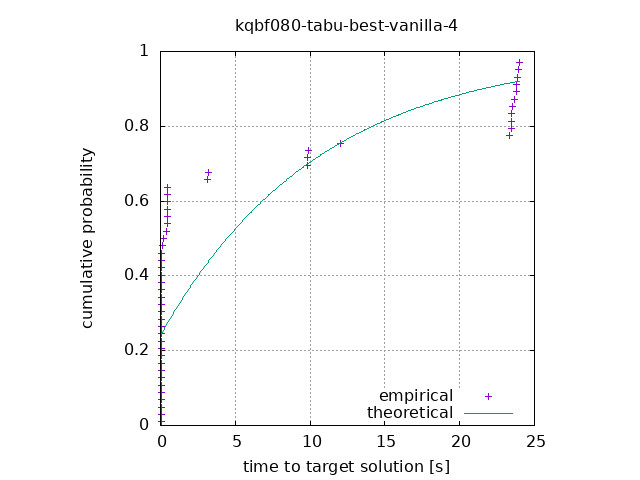 kqbf080-tabu-best-vanilla-4
1
0.8
0.6
0.4
0.2
0
cumulative probability
empirical
theoretical
0 5 10 15 20 25
time to target solution [s]